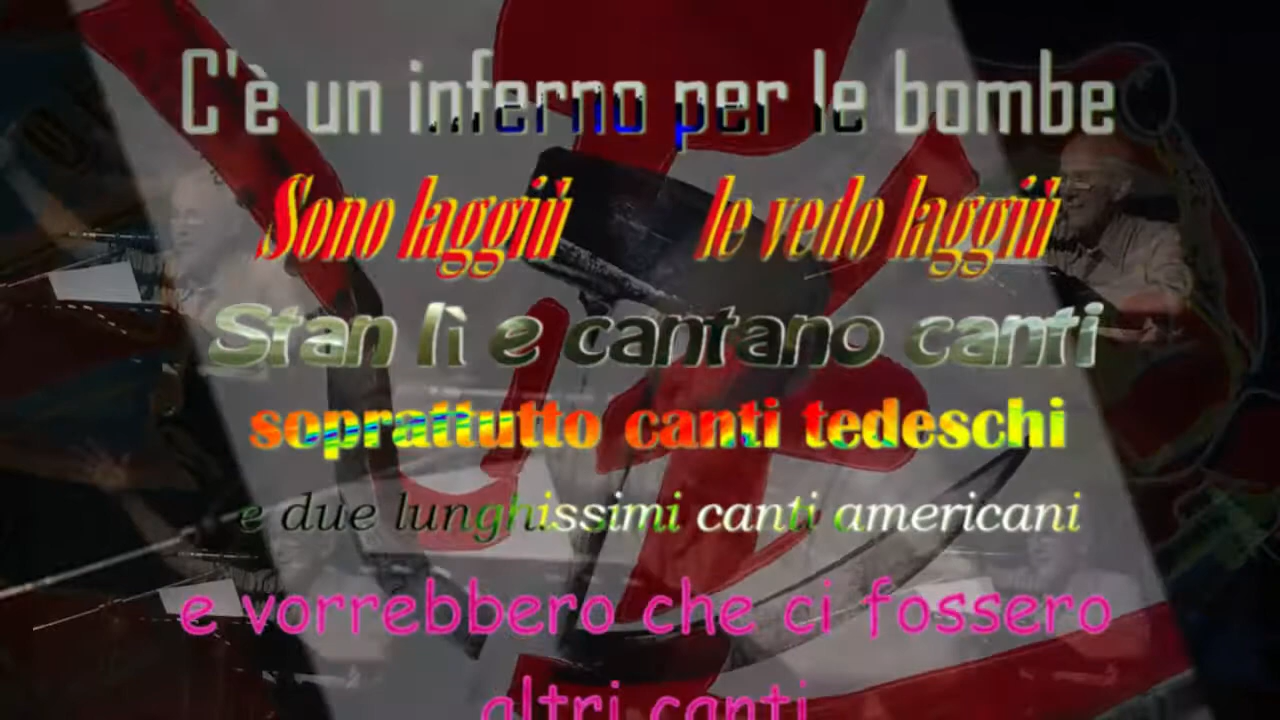 C'è un inferno per le bombe
Sono laggiù le vedo laggiù
Stan lì e cantano canti
soprattutto canti tedeschi
e due lunghissimi canti americani
e vorrebbero che ci fossero
altri canti